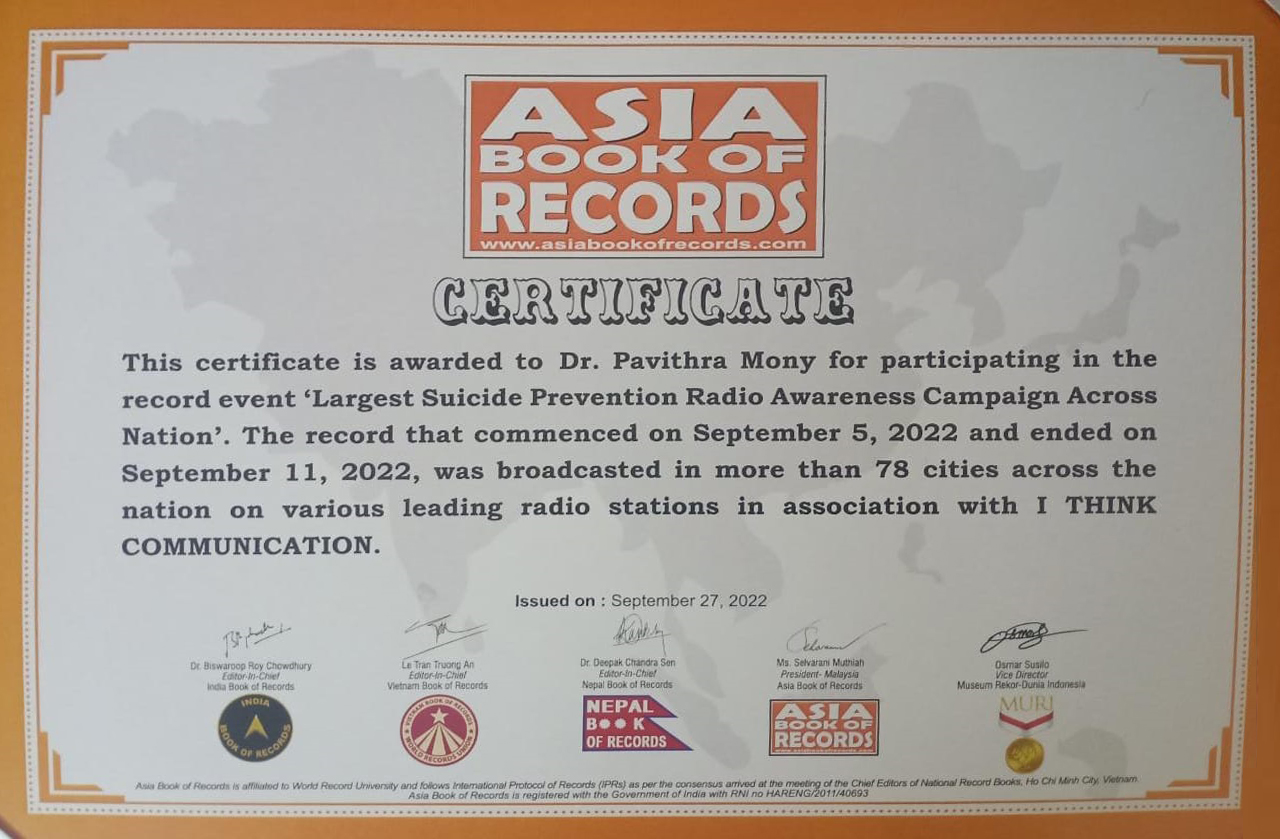 ASIA
BOOK OF
RECORDS
www.asiabookofrecords.com
CERTIFICATE
This certificate is awarded to Dr. Pavithra Mony for participating in the
record event ‘Largest Suicide Prevention Radio Awareness Campaign Across
Nation’. The record that commenced on September 5, 2022 and ended on
September 11, 2022, was broadcasted in more than 78 cities across the
nation on various leading radio stations in association with I THINK
COMMUNICATION.
Issued on : September 27, 2022
Dr. Biswaroop Roy Chowdhury
Editor-In-Chief
India Book of Records
INDIA
BOOK OF RECORDS
Le Tran Truong An
Editor-In-Chief
Vietnam Book of Records
VIETNAM BOOK OF RECORDS
WORLD RECORDS UNION
Dr. Deepak Chandra Sen
Editor-In-Chief
Nepal Book of Records
NEPAL
B●●K
OF RECORDS
Ms. Selvarani Muthiah
President- Malaysia
Asia Book of Records
ASIA
BOOK OF
RECORDS
www.asiabookofrecords.com
Osmar Susilo
Vice Director
Museum Rekor-Dunia Indonesia
MURI
Asia Book of Records is affiliated to World Record University and follows International Protocol of Records (IPRs) as per the consensus arrived at the meeting of the Chief Editors of National Record Books, Ho Chi Minh City, Vietnam.
Asia Book of Records is registered with the Government of India with RNI no HARENG/2011/40693